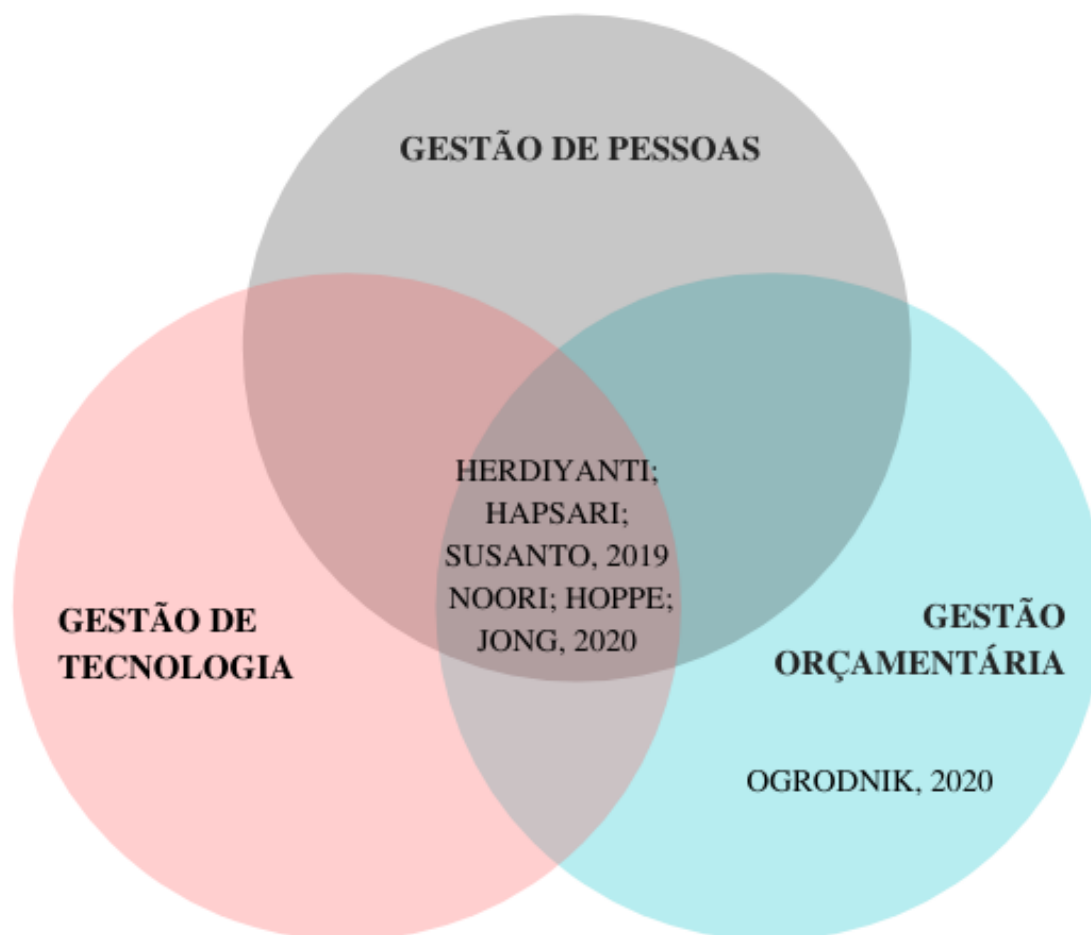 GESTÃO DE PESSOAS
HERDIYANTI;
HAPSARI;
SUSANTO, 2019
NOORI; HOPPE;
JONG, 2020
GESTÃO DE
TECNOLOGIA
GESTÃO
ORÇAMENTÁRIA
OGRODNIK, 2020